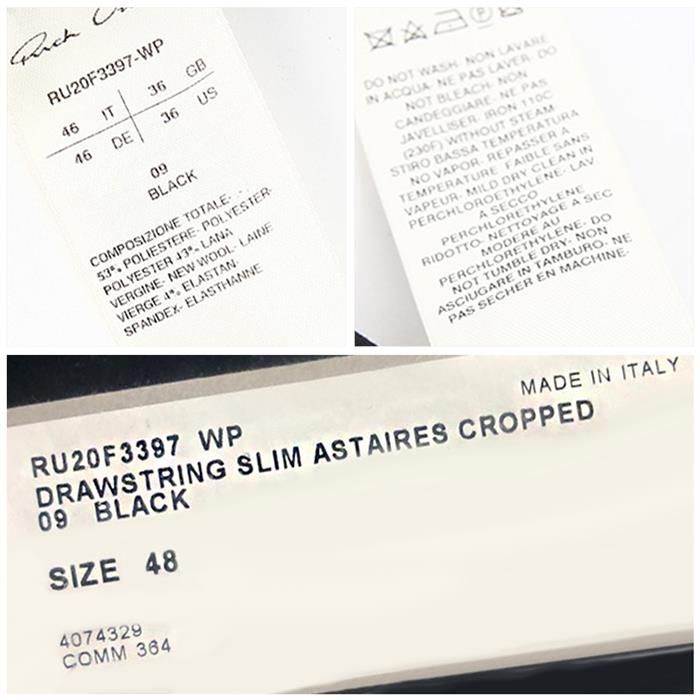 Rick O
RU20F3397-WP
46 IT 36 GB
46 DE 36 US
09
BLACK
COMPOSIZIONE TOTALE-
53% POLIESTERE- POLYESTER-
POLYESTER 43%- LANA
VERGINE- NEW WOOL- LAINE
VIERGE 4%- ELASTAN-
SPANDEX- ELASTHANNE
P
DO NOT WASH- NON LAVARE
IN ACQUA- NE PAS LAVER- DO
NOT BLEACH- NON
CANDEGGIARE- NE PAS
JAVELLISER- IRON 110C
(230F) WITHOUT STEAM
STIRO BASSA TEMPERATURA
NO VAPOR- REPASSER A
TEMPERATURE FAIBLE SANS
VAPEUR- MILD DRY CLEAN IN
PERCHLOROETHYLENE- LAV
A SECCO
PERCHLORETHYLENE
RIDOTTO- NETTOYAGE A SEC
MODERE AU
PERCHLORETHYLENE- DO
NOT TUMBLE DRY- NON
ASCIUGARE IN TAMBURO- NE
PAS SECHER EN MACHINE-
MADE IN ITALY
RU20F3397 WP
DRAWSTRING SLIM ASTAIRES CROPPED
09 BLACK
SIZE 48
4074329
COMM 364